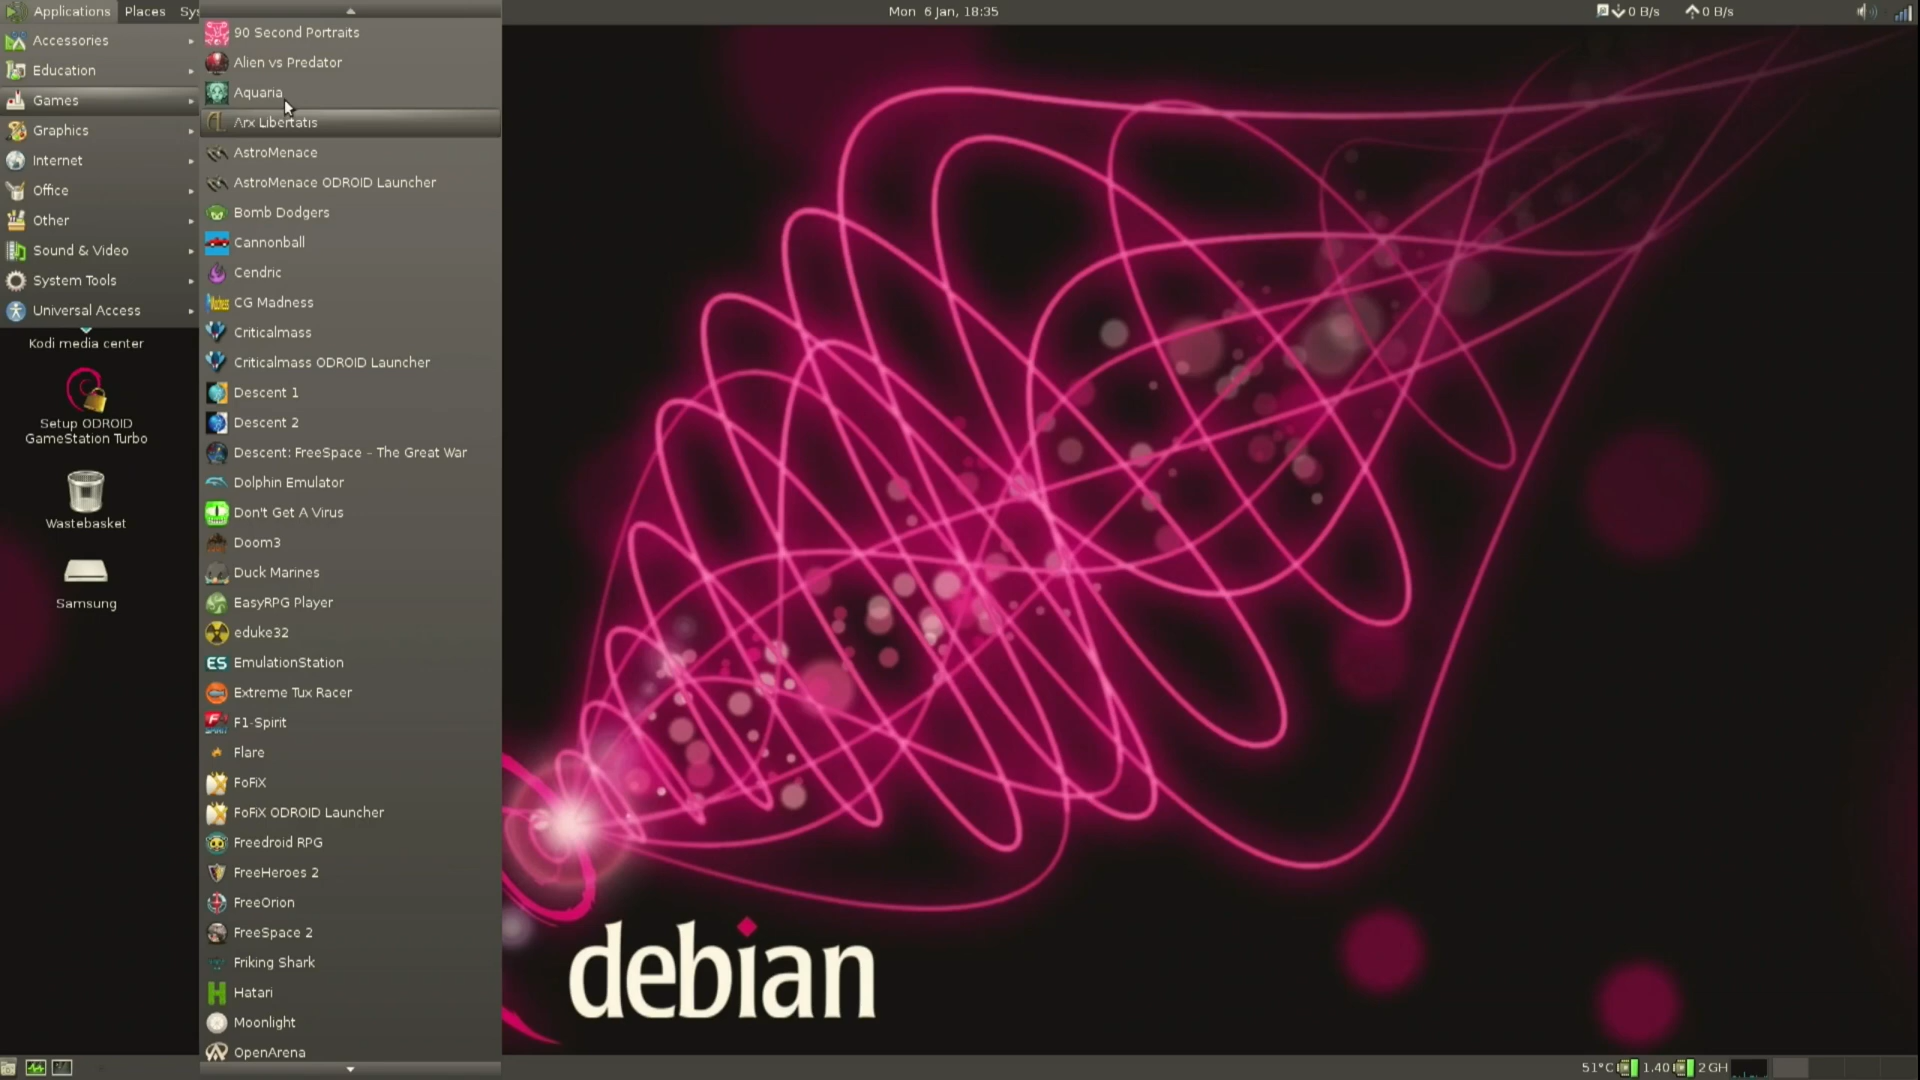 Applications Places Sy
Mon 6 Jan, 18:35
0 B/s 0 B/s
Accessories
Education
Games
Graphics
Internet
Office
Other
Sound & Video
System Tools
Universal Access
90 Second Portraits
Alien vs Predator
Aquaria
Arx Libertatis
AstroMenace
AstroMenace ODROID Launcher
Bomb Dodgers
Cannonball
Cendric
CG Madness
Criticalmass
Criticalmass ODROID Launcher
Descent 1
Descent 2
Descent: FreeSpace - The Great War
Dolphin Emulator
Don't Get A Virus
Doom3
Duck Marines
EasyRPG Player
eduke32
ES EmulationStation
Extreme Tux Racer
F1-Spirit
Flare
FoFiX
FoFiX ODROID Launcher
Freedroid RPG
FreeHeroes 2
FreeOrion
FreeSpace 2
Friking Shark
Hatari
Moonlight
OpenArena
Kodi media center
Setup ODROID
GameStation Turbo
Wastebasket
Samsung
debian
51°C 1.40 2 GH